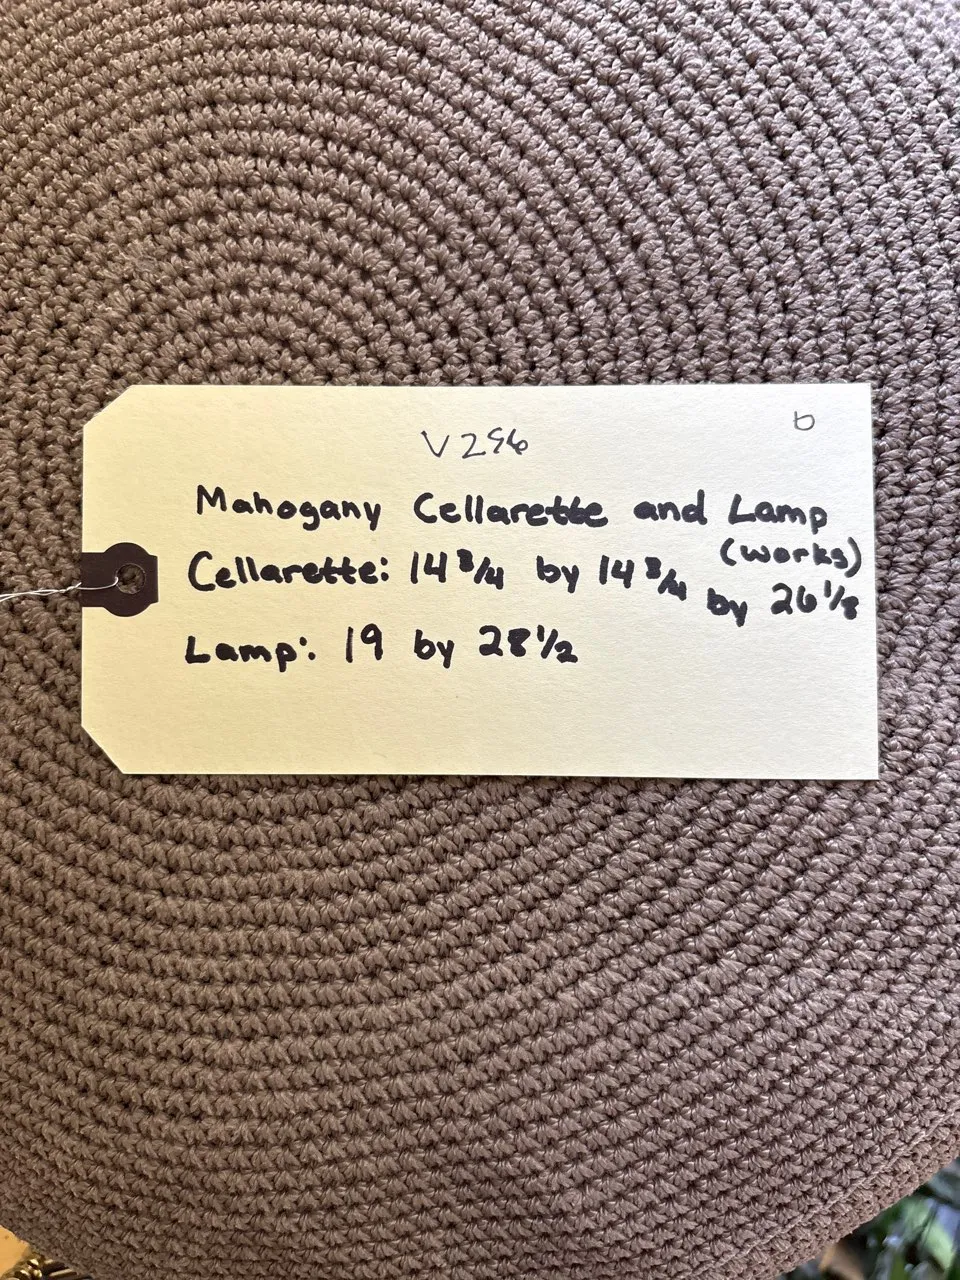 b
V296
Mahogany Cellarette and Lamp
(works)
Cellarette: 14 3/4 by 14 3/4 by 26 1/8
Lamp: 19 by 28 1/2